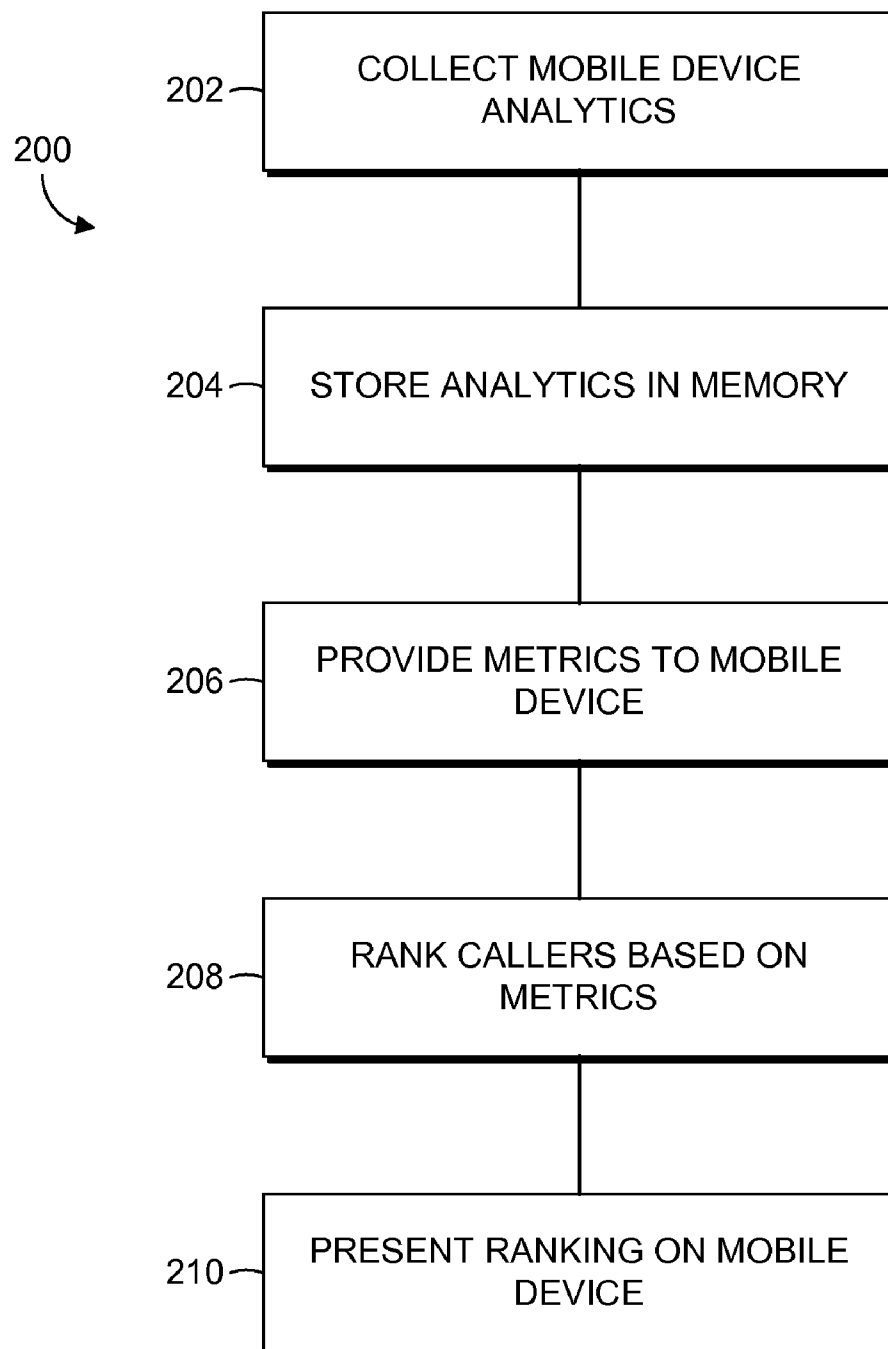 COLLECT MOBILE DEVICE
ANALYTICS
202
200
STORE ANALYTICS IN MEMORY
204
PROVIDE METRICS TO MOBILE
DEVICE
206
RANK CALLERS BASED ON
METRICS
208
PRESENT RANKING ON MOBILE
DEVICE
210